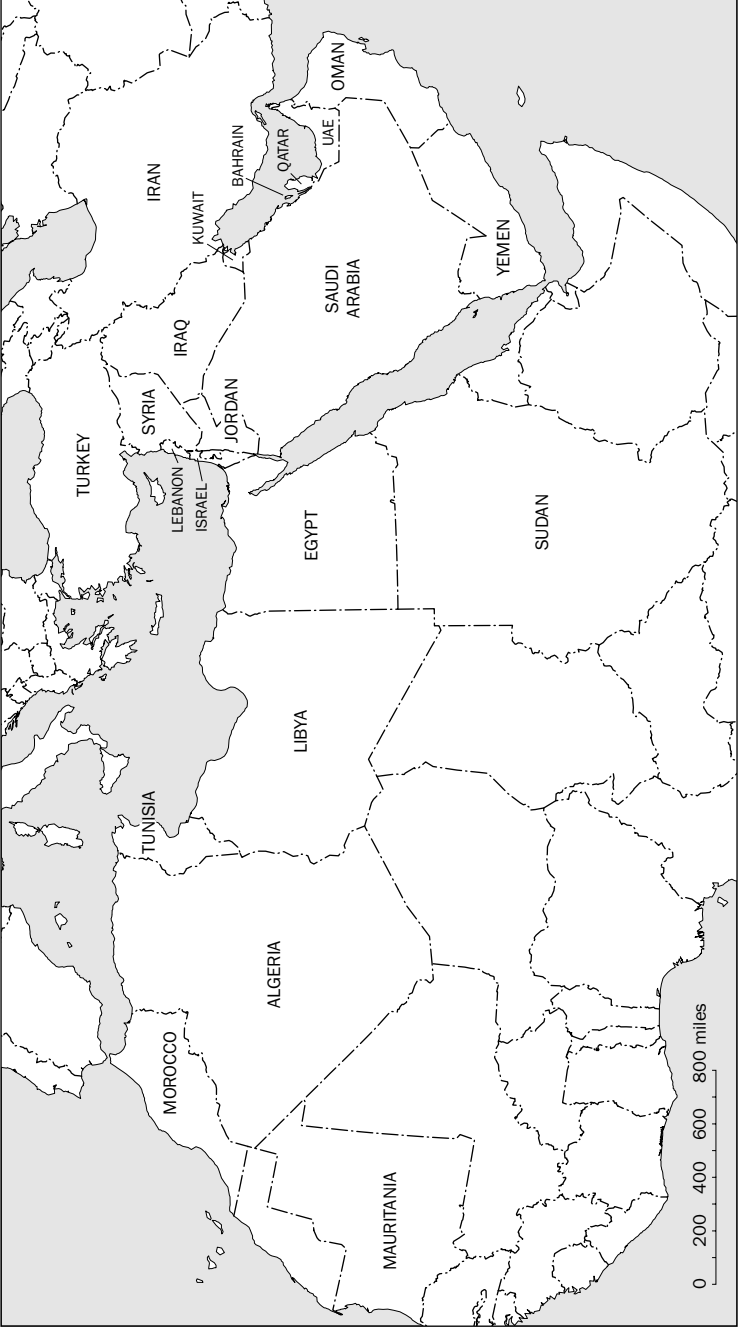 TURKEY
IRAN
SYRIA
IRAQ
LEBANON
ISRAEL
JORDAN
KUWAIT
BAHRAIN
QATAR
UAE
OMAN
SAUDI
ARABIA
YEMEN
MOROCCO
TUNISIA
ALGERIA
LIBYA
EGYPT
MAURITANIA
SUDAN
0 200 400 600 800 miles